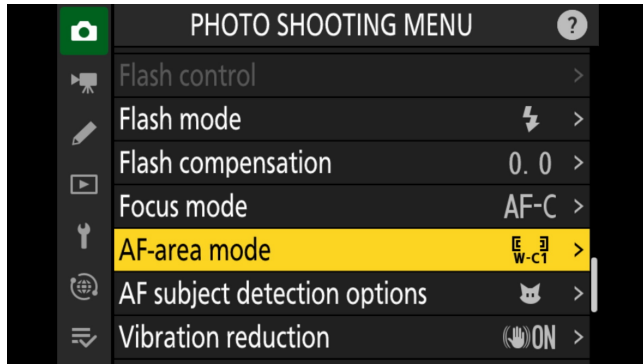 PHOTO SHOOTING MENU ?
Flash control >
Flash mode >
Flash compensation 0. 0 >
Focus mode AF-C >
AF-area mode W-C1 >
AF subject detection options >
Vibration reduction ON >